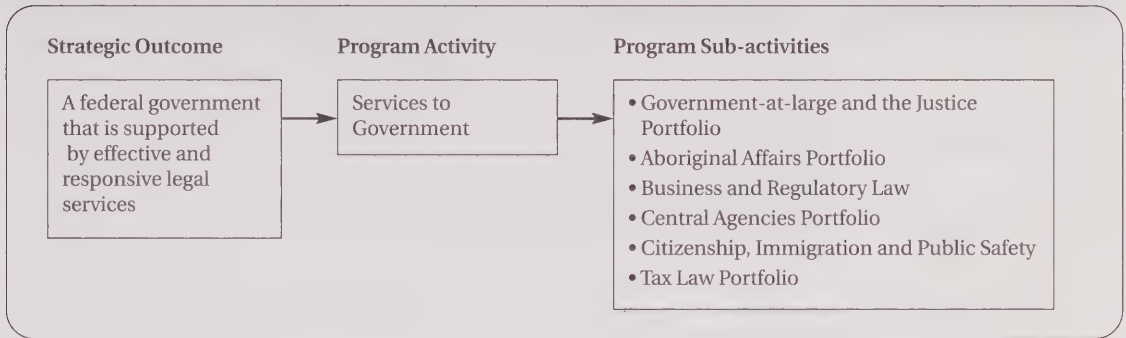 Strategic Outcome
A federal government
that is supported
by effective and
responsive legal
services
Program Activity
Services to
Government
Program Sub-activities
• Government-at-large and the Justice
Portfolio
• Aboriginal Affairs Portfolio
• Business and Regulatory Law
• Central Agencies Portfolio
• Citizenship, Immigration and Public Safety
• Tax Law Portfolio